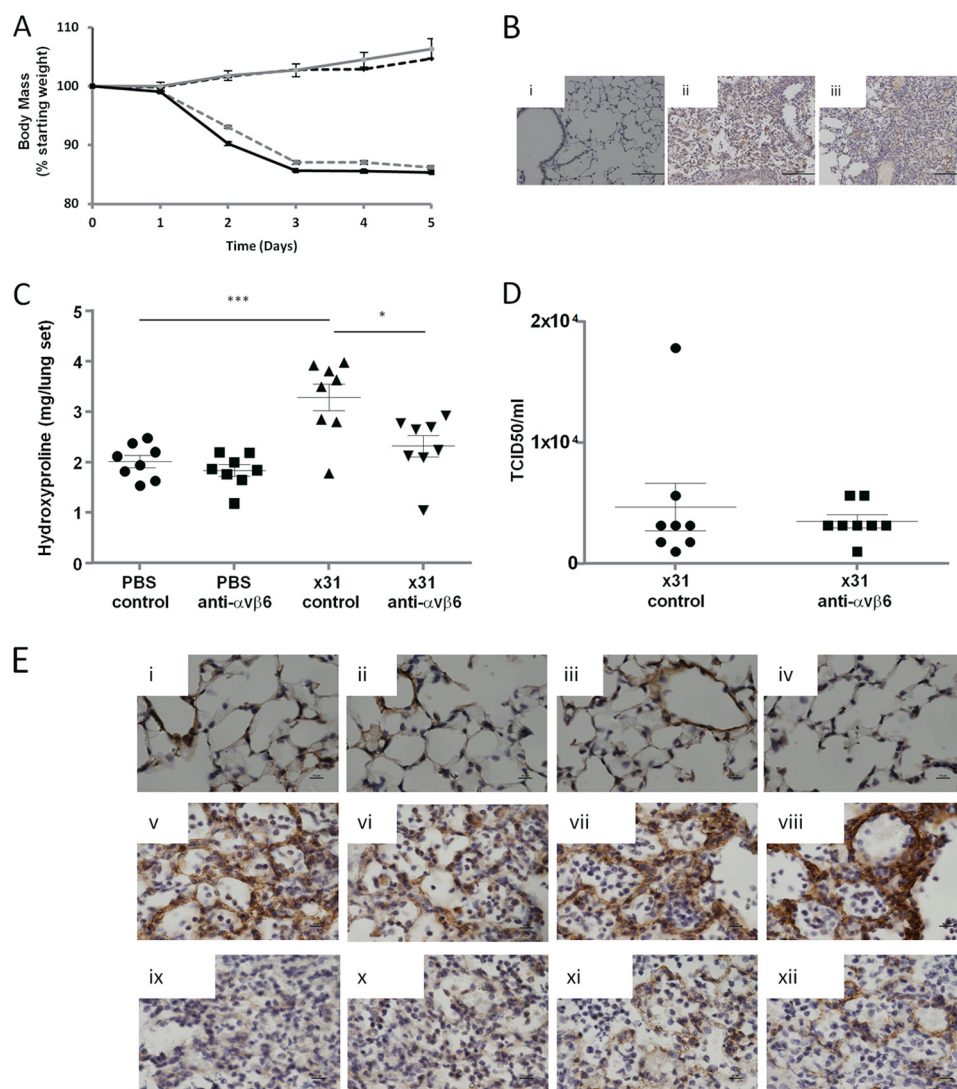 A
110
100
90
80
Body Mass
(% starting weight)
0
1
2
3
4
5
Time (Days)
B
i
ii
iii
C
Hydroxyproline (mg/lung set)
5
4
3
2
1
0
***
*
PBS
control
PBS
anti-αvβ6
x31
control
x31
anti-αvβ6
D
TCID50/ml
2x10⁴
1x10⁴
0
x31
control
x31
anti-αvβ6
E
i
ii
iii
iv
v
vi
vii
viii
ix
x
xi
xii